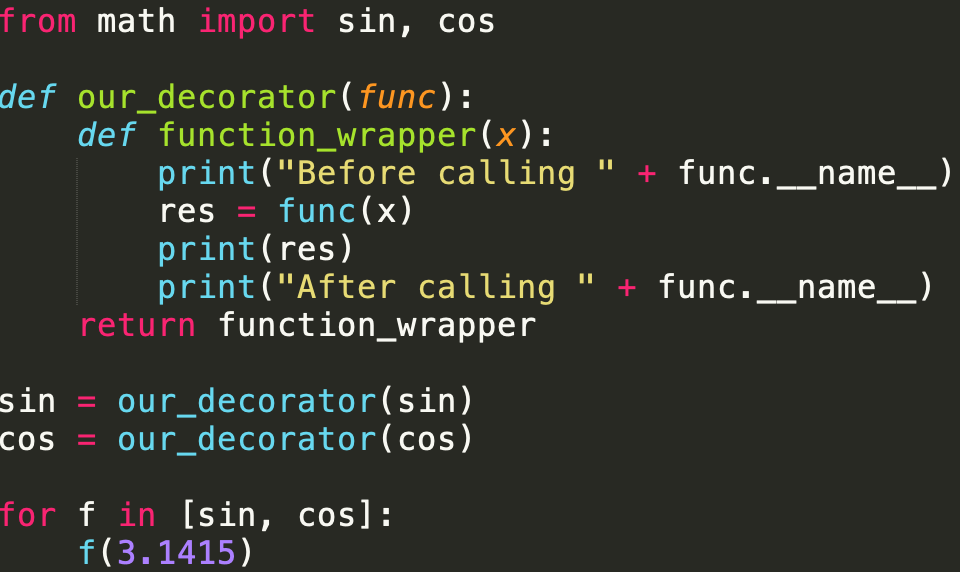 from math import sin, cos

def our_decorator(func):
    def function_wrapper(x):
        print("Before calling " + func.__name__)
        res = func(x)
        print(res)
        print("After calling " + func.__name__)
    return function_wrapper

sin = our_decorator(sin)
cos = our_decorator(cos)

for f in [sin, cos]:
    f(3.1415)